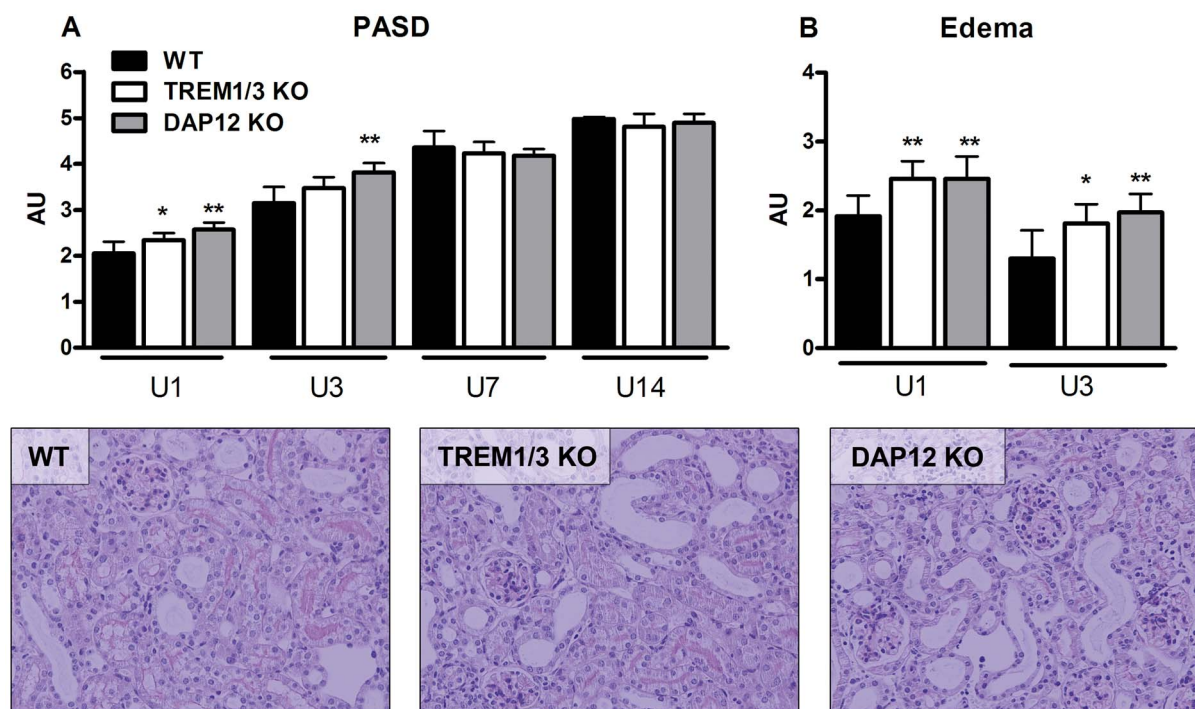 A
PASD
WT
TREM1/3 KO
DAP12 KO
6
5
4
3
2
1
0
AU
*
**
**
U1
U3
U7
U14
B
Edema
4
3
2
1
0
AU
**
**
*
**
U1
U3
WT
TREM1/3 KO
DAP12 KO